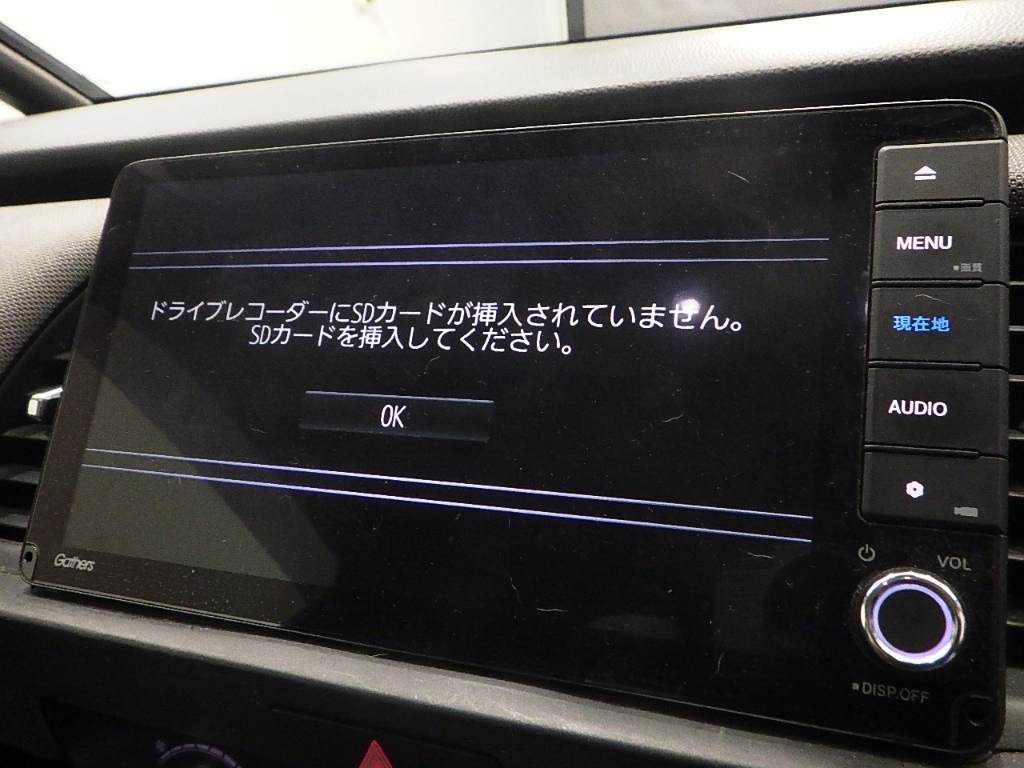 ドライブレコーダーにSDカードが挿入されていません。
SDカードを挿入してください。
OK
MENU
■画質
現在地
AUDIO
VOL
■DISP.OFF
Gathers